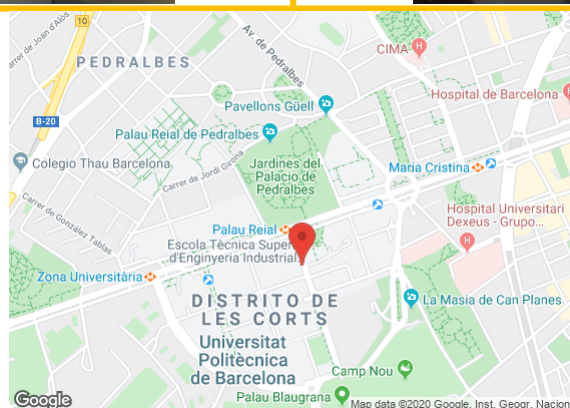 Carrer de Joan d'Alòs
10
PEDRALBES
Av. de Pedralbes
CIMA
Hospital de Barcelona
B-20
Pavellons Güell
Palau Reial de Pedralbes
Colegio Thau Barcelona
Carrer de Jordi Girona
Jardines del
Palacio de
Pedralbes
Maria Cristina
Carrer de González Tablas
Palau Reial
Hospital Universitari
Dexeus - Grupo...
Escola Tècnica Super
d'Enginyeria Industrial
Zona Universitària
DISTRITO DE
LES CORTS
La Masia de Can Planes
Universitat
Politècnica
de Barcelona
Camp Nou
Palau Blaugrana
Google
Map data ©2020 Google, Inst. Geogr. Nacion